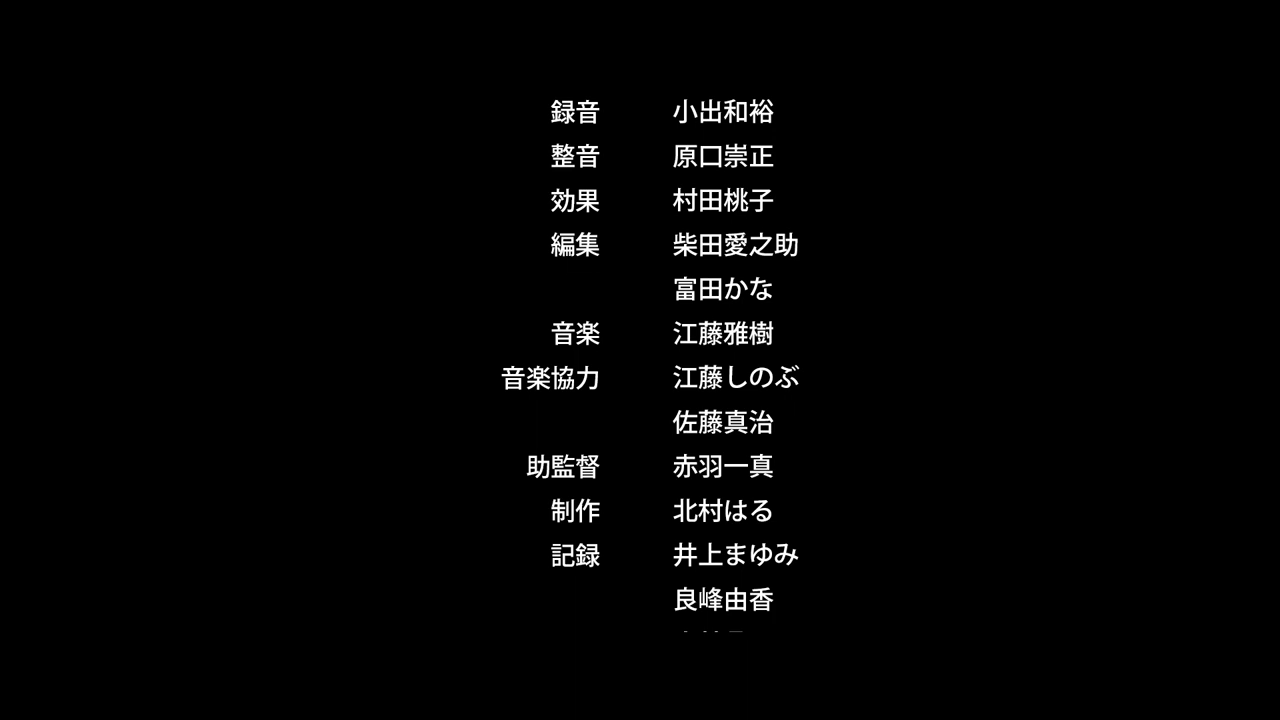 録音 小出和裕
整音 原口崇正
効果 村田桃子
編集 柴田愛之助
富田かな
音楽 江藤雅樹
音楽協力 江藤しのぶ
佐藤真治
助監督 赤羽一真
制作 北村はる
記録 井上まゆみ
良峰由香